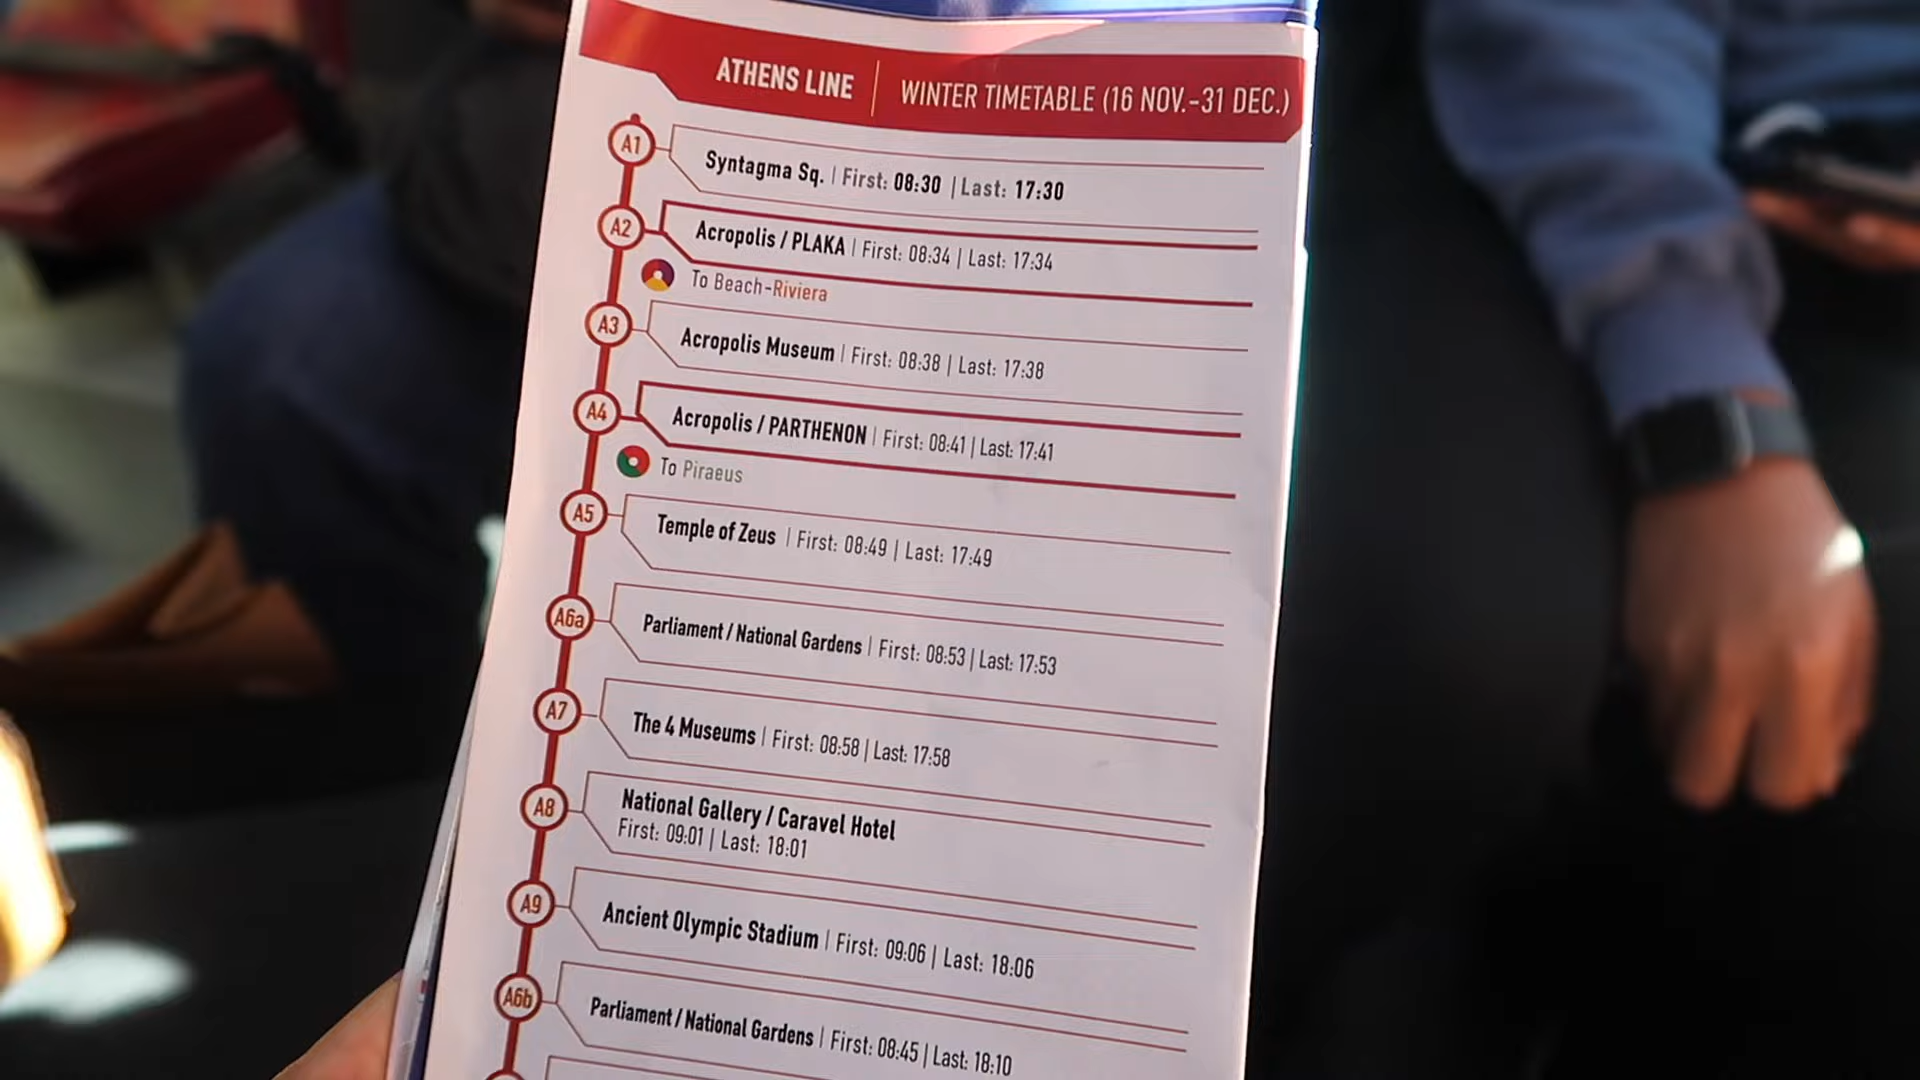 ATHENS LINE | WINTER TIMETABLE (16 NOV.-31 DEC.)
A1 Syntagma Sq. | First: 08:30 | Last: 17:30
A2 Acropolis / PLAKA | First: 08:34 | Last: 17:34
To Beach-Riviera
A3 Acropolis Museum | First: 08:38 | Last: 17:38
A4 Acropolis / PARTHENON | First: 08:41 | Last: 17:41
To Piraeus
A5 Temple of Zeus | First: 08:49 | Last: 17:49
A6a Parliament / National Gardens | First: 08:53 | Last: 17:53
A7 The 4 Museums | First: 08:58 | Last: 17:58
A8 National Gallery / Caravel Hotel
First: 09:01 | Last: 18:01
A9 Ancient Olympic Stadium | First: 09:06 | Last: 18:06
A6b Parliament / National Gardens | First: 08:45 | Last: 18:10